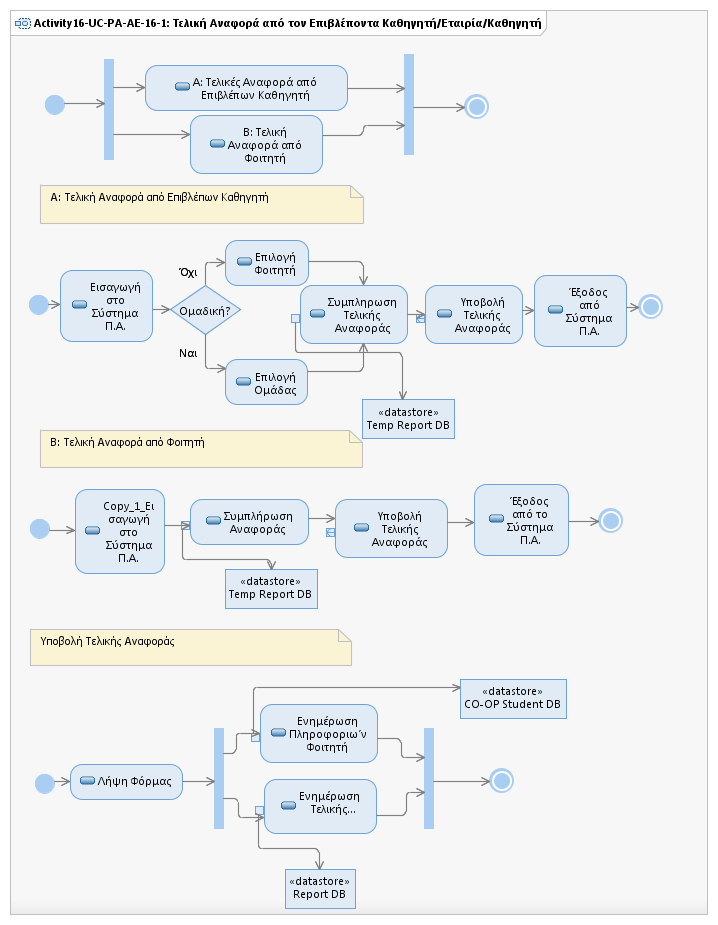 Activity16-UC-PA-AE-16-1: Τελική Αναφορά από τον Επιβλέποντα Καθηγητή/Εταιρία/Καθηγητή
Α: Τελικές Αναφορά από
Επιβλέπων Καθηγητή
Β: Τελική
Αναφορά από
Φοιτητή
Α: Τελική Αναφορά από Επιβλέπων Καθηγητή
Εισαγωγή
στο
Σύστημα
Π.Α.
Ομαδική?
Όχι
Ναι
Επιλογή
Φοιτητή
Επιλογή
Ομάδας
Συμπληρωση
Τελικής
Αναφοράς
Υποβολή
Τελικής
Αναφοράς
Έξοδος
από
Σύστημα
Π.Α.
«datastore»
Temp Report DB
Β: Τελική Αναφορά από Φοιτητή
Copy_1_Ει
σαγωγή
στο
Σύστημα
Π.Α.
Συμπλήρωση
Αναφοράς
Υποβολή
Τελικής
Αναφοράς
Έξοδος
από το
Σύστημα
Π.Α.
«datastore»
Temp Report DB
Υποβολή Τελικής Αναφοράς
«datastore»
CO-OP Student DB
Λήψη Φόρμας
Ενημέρωση
Πληροφοριω΄ν
Φοιτητή
Ενημέρωση
Τελικής...
«datastore»
Report DB